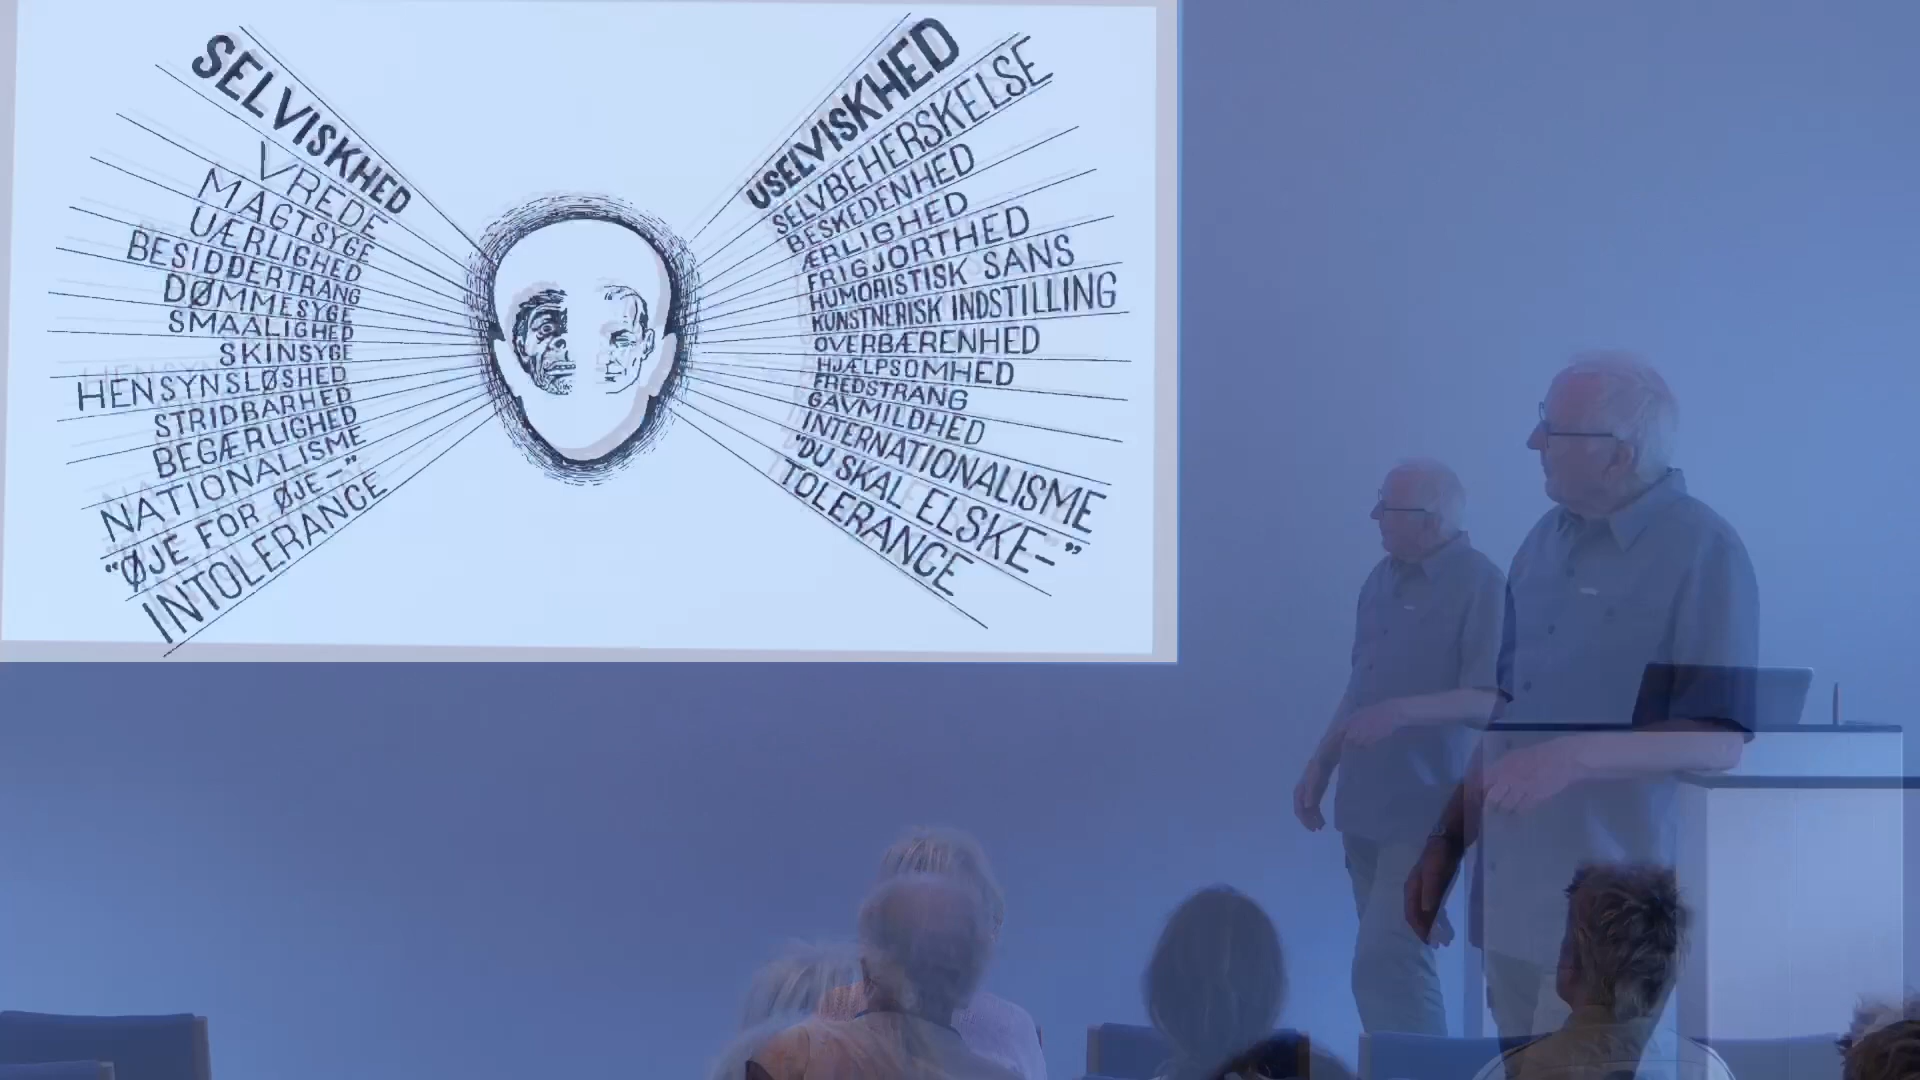 SELVISKHED
VREDE
MAGTSYGE
UÆRLIGHED
BESIDDERTRANG
DØMMESYGE
SMAALIGHED
SKINSYGE
HENSYNSLØSHED
STRIDBARHED
BEGÆRLIGHED
NATIONALISME
"ØJE FOR ØJE-"
INTOLERANCE
USELVISKHED
SELVBEHERSKELSE
BESKEDENHED
ÆRLIGHED
FRIGJORTHED
HUMORISTISK SANS
KUNSTNERISK INDSTILLING
OVERBÆRENHED
HJÆLPSOMHED
FREDSTRANG
GAVMILDHED
INTERNATIONALISME
"DU SKAL ELSKE-"
TOLERANCE